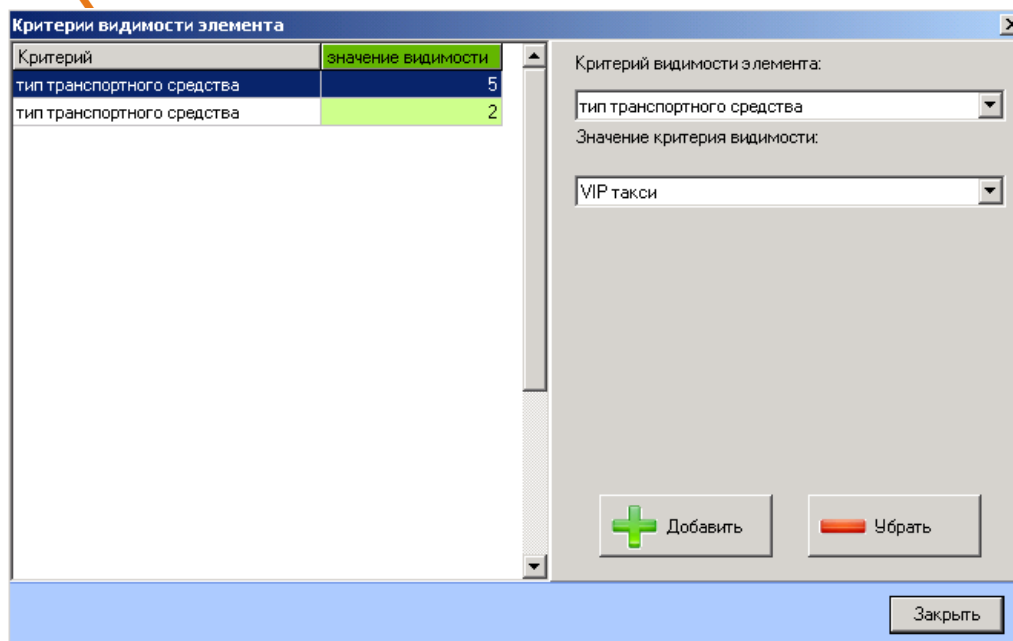 Критерии видимости элемента
Критерий значение видимости
тип транспортного средства 5
тип транспортного средства 2
Критерий видимости элемента:
тип транспортного средства
Значение критерия видимости:
VIP такси
Добавить Убрать
Закрыть